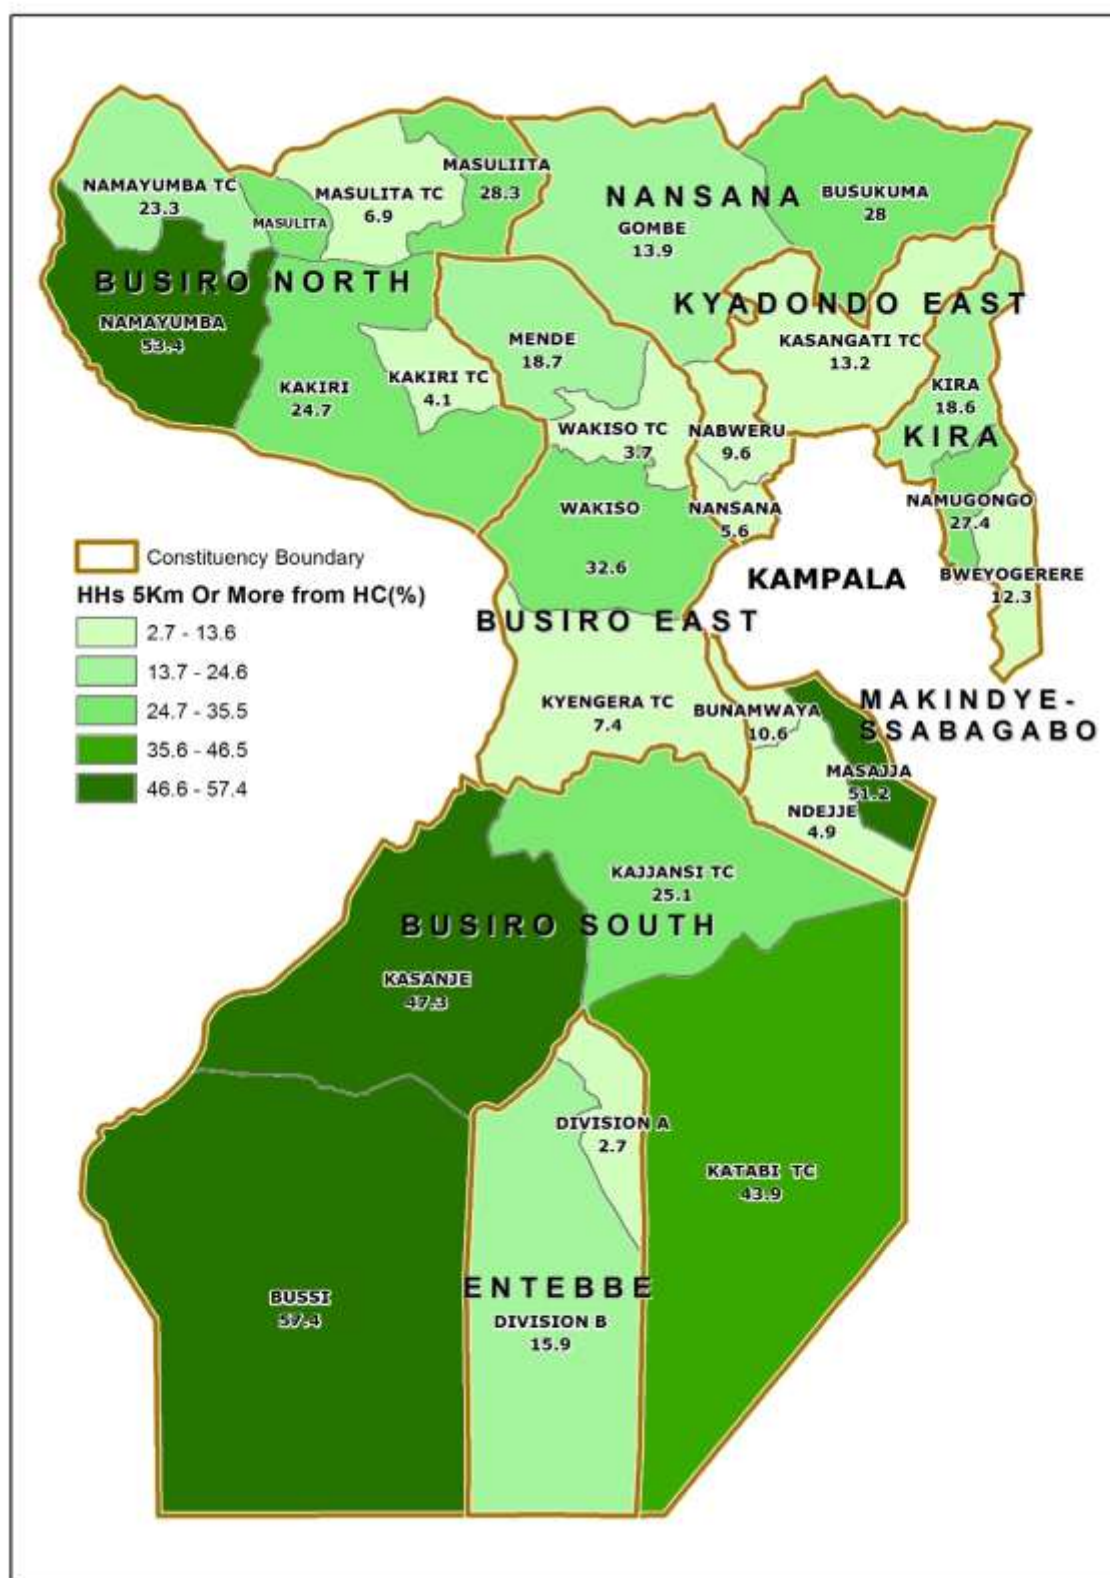 NAMAYUMBA TC
23.3
MASULITA
MASULITA TC
6.9
MASULIITA
28.3
NANSANA
GOMBE
13.9
BUSUKUMA
28
BUSIRO NORTH
NAMAYUMBA
53.4
KAKIRI
24.7
KAKIRI TC
4.1
MENDE
18.7
KYADONDO EAST
KASANGATI TC
13.2
KIRA
18.6
KIRA
WAKISO TC
3.7
NABWERU
9.6
WAKISO
32.6
NANSANA
5.6
NAMUGONGO
27.4
BWEYOGERERE
12.3
KAMPALA
Constituency Boundary
HHs 5Km Or More from HC(%)
2.7 - 13.6
13.7 - 24.6
24.7 - 35.5
35.6 - 46.5
46.6 - 57.4
BUSIRO EAST
KYENGERA TC
7.4
BUNAMWAYA
10.6
MAKINDYE-
SSABAGABO
MASAJJA
51.2
NDEJJE
4.9
KAJJANSI TC
25.1
BUSIRO SOUTH
KASANJE
47.3
DIVISION A
2.7
KATABI TC
43.9
BUSSI
57.4
ENTEBBE
DIVISION B
15.9